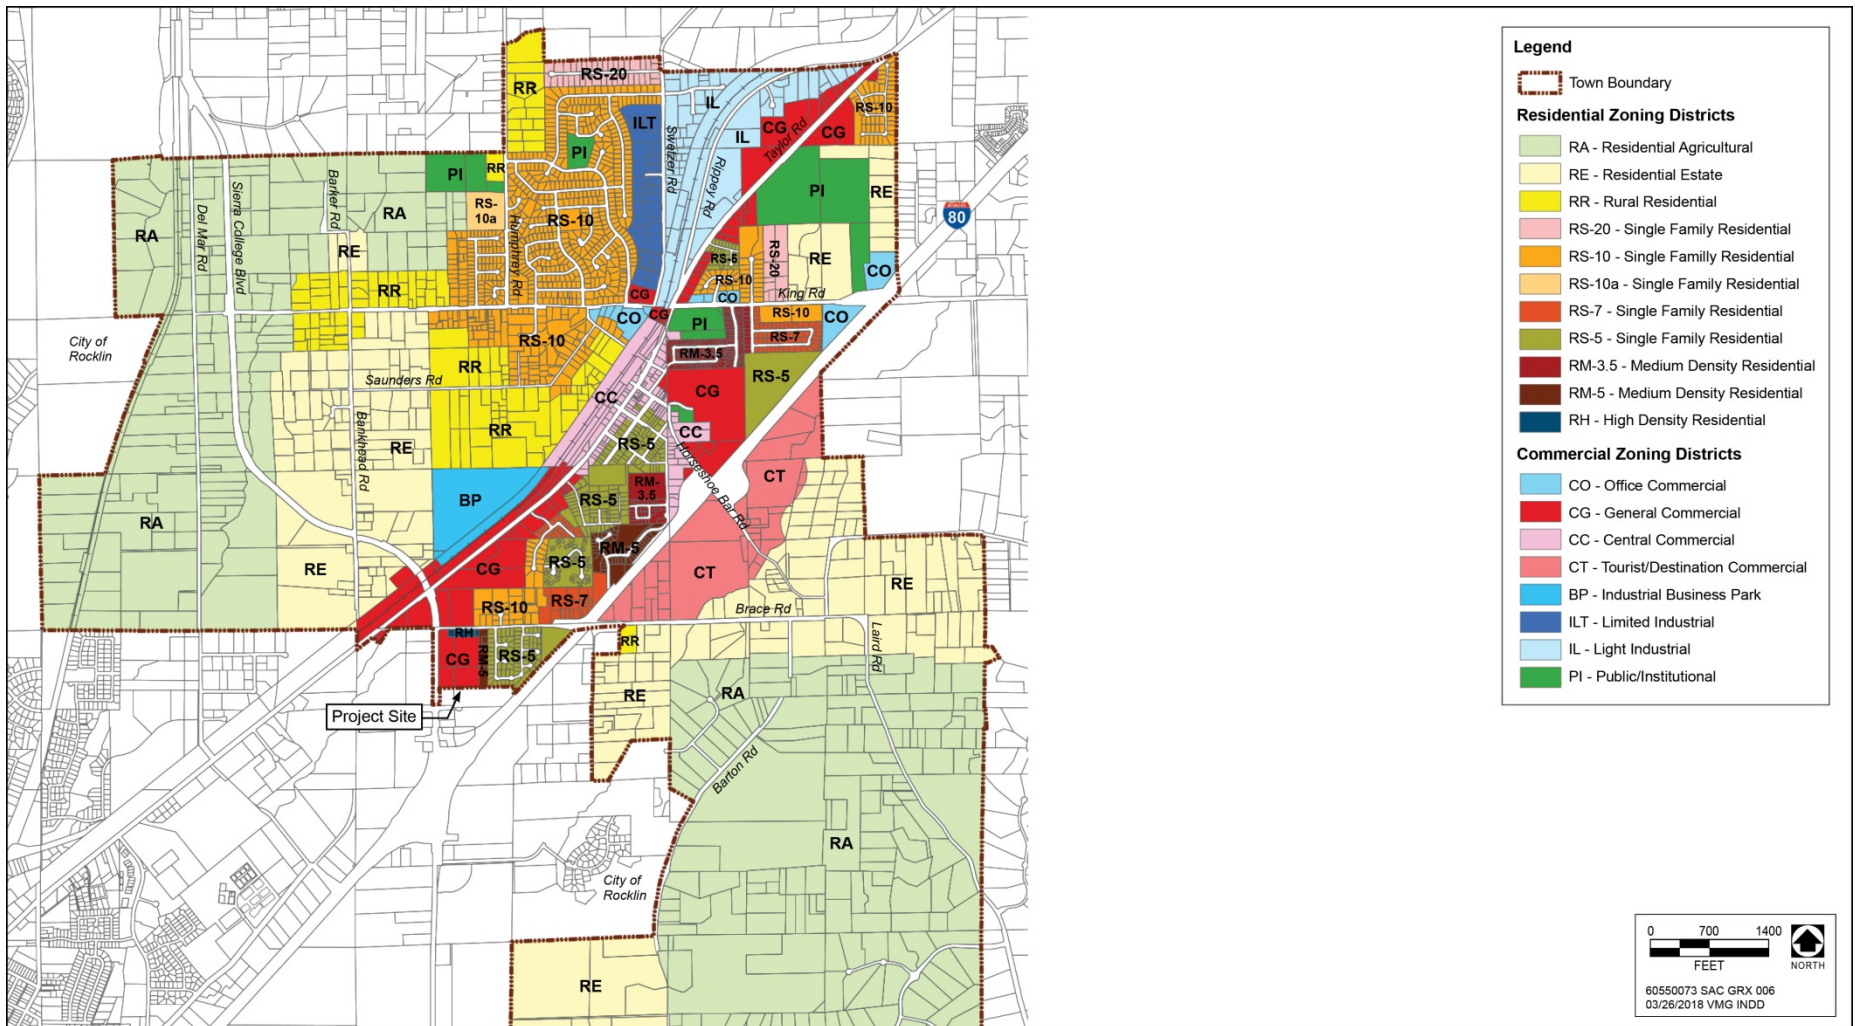 RS-20
RR
IL
RS-10
ILT
CG
CG
IL
Taylor Rd
Swetzer Rd
PI
RR
PI
Rippey Rd
PI
RE
RS-
10a
Barker Rd
Sierra College Blvd
RA
RS-10
Humphrey Rd
Del Mar Rd
RA
RE
INTERSTATE
80
RS-5
RS-20
RE
RS-10
CO
RR
CG
CO
King Rd
CG
RS-10
CO
CO
PI
RS-7
City of
Rocklin
RS-10
RM-3.5
RR
Saunders Rd
RS-5
CG
CC
Bankhead Rd
RR
RE
RS-5
CC
Horseshoe Bar Rd
CT
BP
RM-
3.5
RS-5
RA
RM-5
RS-5
RE
CG
CT
RE
RS-7
RS-10
Brace Rd
RH
RR
Laird Rd
CG
RM-5
RS-5
RE
RA
Project Site
Barton Rd
RA
City of
Rocklin
RE
Legend
Town Boundary
Residential Zoning Districts
RA - Residential Agricultural
RE - Residential Estate
RR - Rural Residential
RS-20 - Single Family Residential
RS-10 - Single Familly Residential
RS-10a - Single Family Residential
RS-7 - Single Family Residential
RS-5 - Single Family Residential
RM-3.5 - Medium Density Residential
RM-5 - Medium Density Residential
RH - High Density Residential
Commercial Zoning Districts
CO - Office Commercial
CG - General Commercial
CC - Central Commercial
CT - Tourist/Destination Commercial
BP - Industrial Business Park
ILT - Limited Industrial
IL - Light Industrial
PI - Public/Institutional
0 700 1400
FEET
NORTH
60550073 SAC GRX 006
03/26/2018 VMG INDD